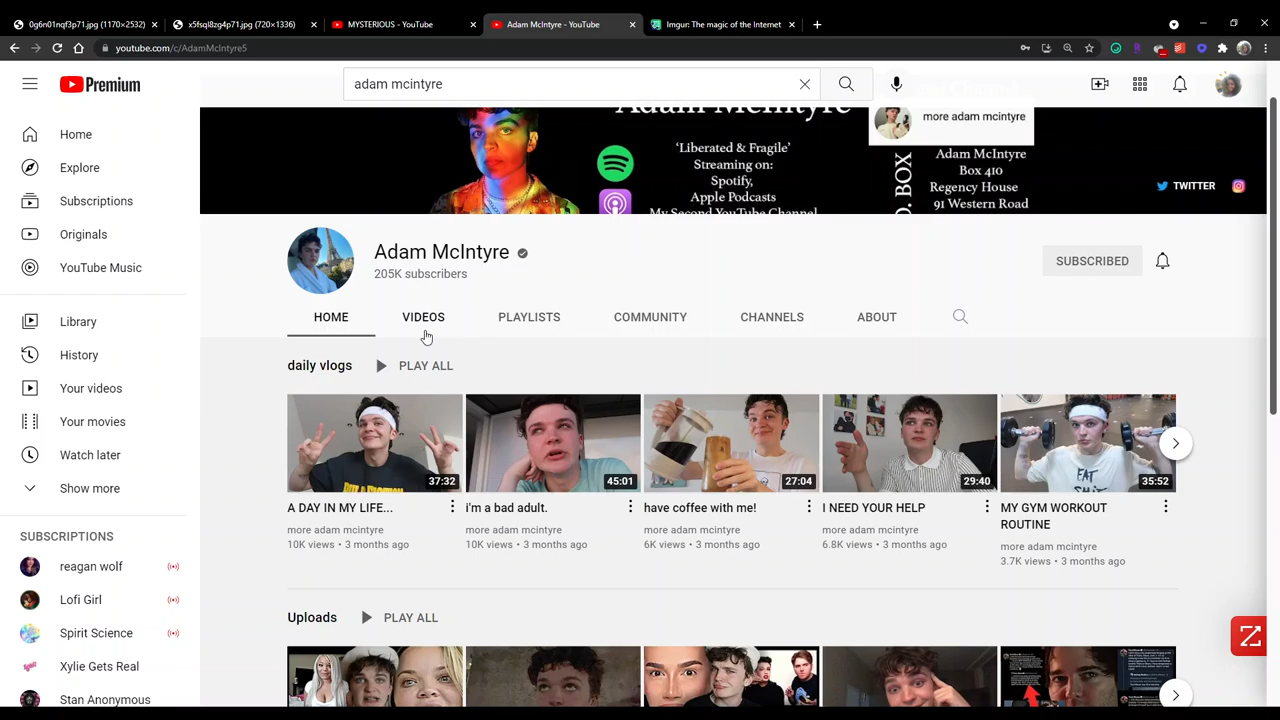 0g6n01nqf3p71.jpg (1170×2532)
x5fsql8zg4p71.jpg (720×1336)
MYSTERIOUS - YouTube
Adam McIntyre - YouTube
Imgur: The magic of the Internet
youtube.com/c/AdamMcIntyre5
Premium
adam mcintyre
Home
Explore
Subscriptions
Originals
YouTube Music
Library
History
Your videos
Your movies
Watch later
Show more
SUBSCRIPTIONS
reagan wolf
Lofi Girl
Spirit Science
Xylie Gets Real
Stan Anonymous
Adam McIntyre
'Liberated & Fragile'
Streaming on:
Spotify,
Apple Podcasts
My Second YouTube Channel
more adam mcintyre
P.O. BOX
Adam McIntyre
Box 410
Regency House
91 Western Road
TWITTER
Adam McIntyre
205K subscribers
SUBSCRIBED
HOME
VIDEOS
PLAYLISTS
COMMUNITY
CHANNELS
ABOUT
daily vlogs
PLAY ALL
37:32
45:01
27:04
29:40
EAT
SHIT
35:52
A DAY IN MY LIFE...
more adam mcintyre
10K views • 3 months ago
i'm a bad adult.
more adam mcintyre
10K views • 3 months ago
have coffee with me!
more adam mcintyre
6K views • 3 months ago
I NEED YOUR HELP
more adam mcintyre
6.8K views • 3 months ago
MY GYM WORKOUT
ROUTINE
more adam mcintyre
3.7K views • 3 months ago
Uploads
PLAY ALL